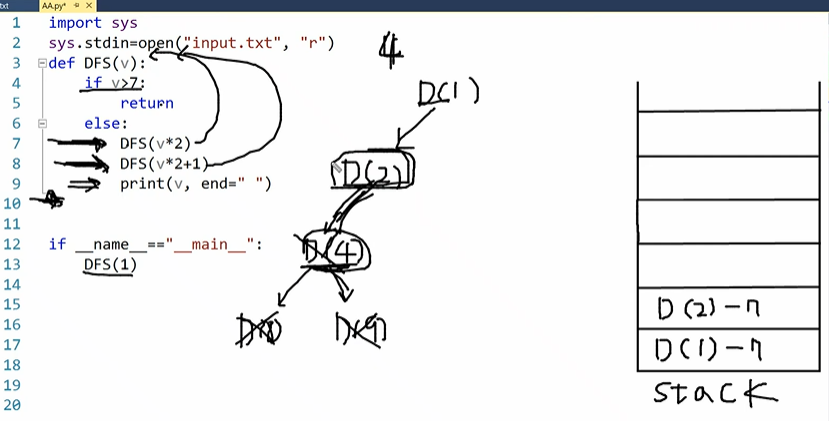 txt
AA.py*
1 import sys
2 sys.stdin=open("input.txt", "r")
3 def DFS(v):
4 if v>7:
5 return
6 else:
7 DFS(v*2)
8 DFS(v*2+1)
9 print(v, end=" ")
10
11
12 if __name__=="__main__":
13 DFS(1)
14
15
16
17
18
19
20
4
D(1)
D(2)
D(4)
D(8)
D(9)
D(2)-7
D(1)-7
stack